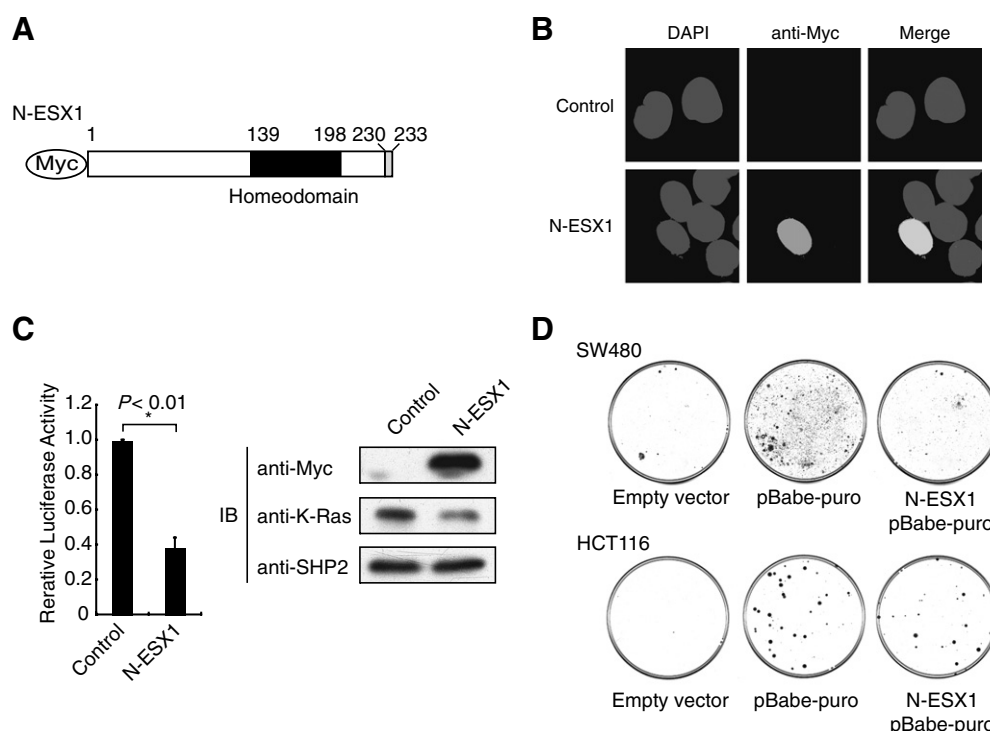 A
N-ESX1
1 139 198 230 233
Myc
Homeodomain
B
DAPI anti-Myc Merge
Control
N-ESX1
C
Rerative Luciferase Activity
1.2
1.0
0.8
0.6
0.4
0.2
0
P< 0.01
*
Control
N-ESX1
Control
N-ESX1
IB
anti-Myc
anti-K-Ras
anti-SHP2
D
SW480
Empty vector pBabe-puro N-ESX1
pBabe-puro
HCT116
Empty vector pBabe-puro N-ESX1
pBabe-puro